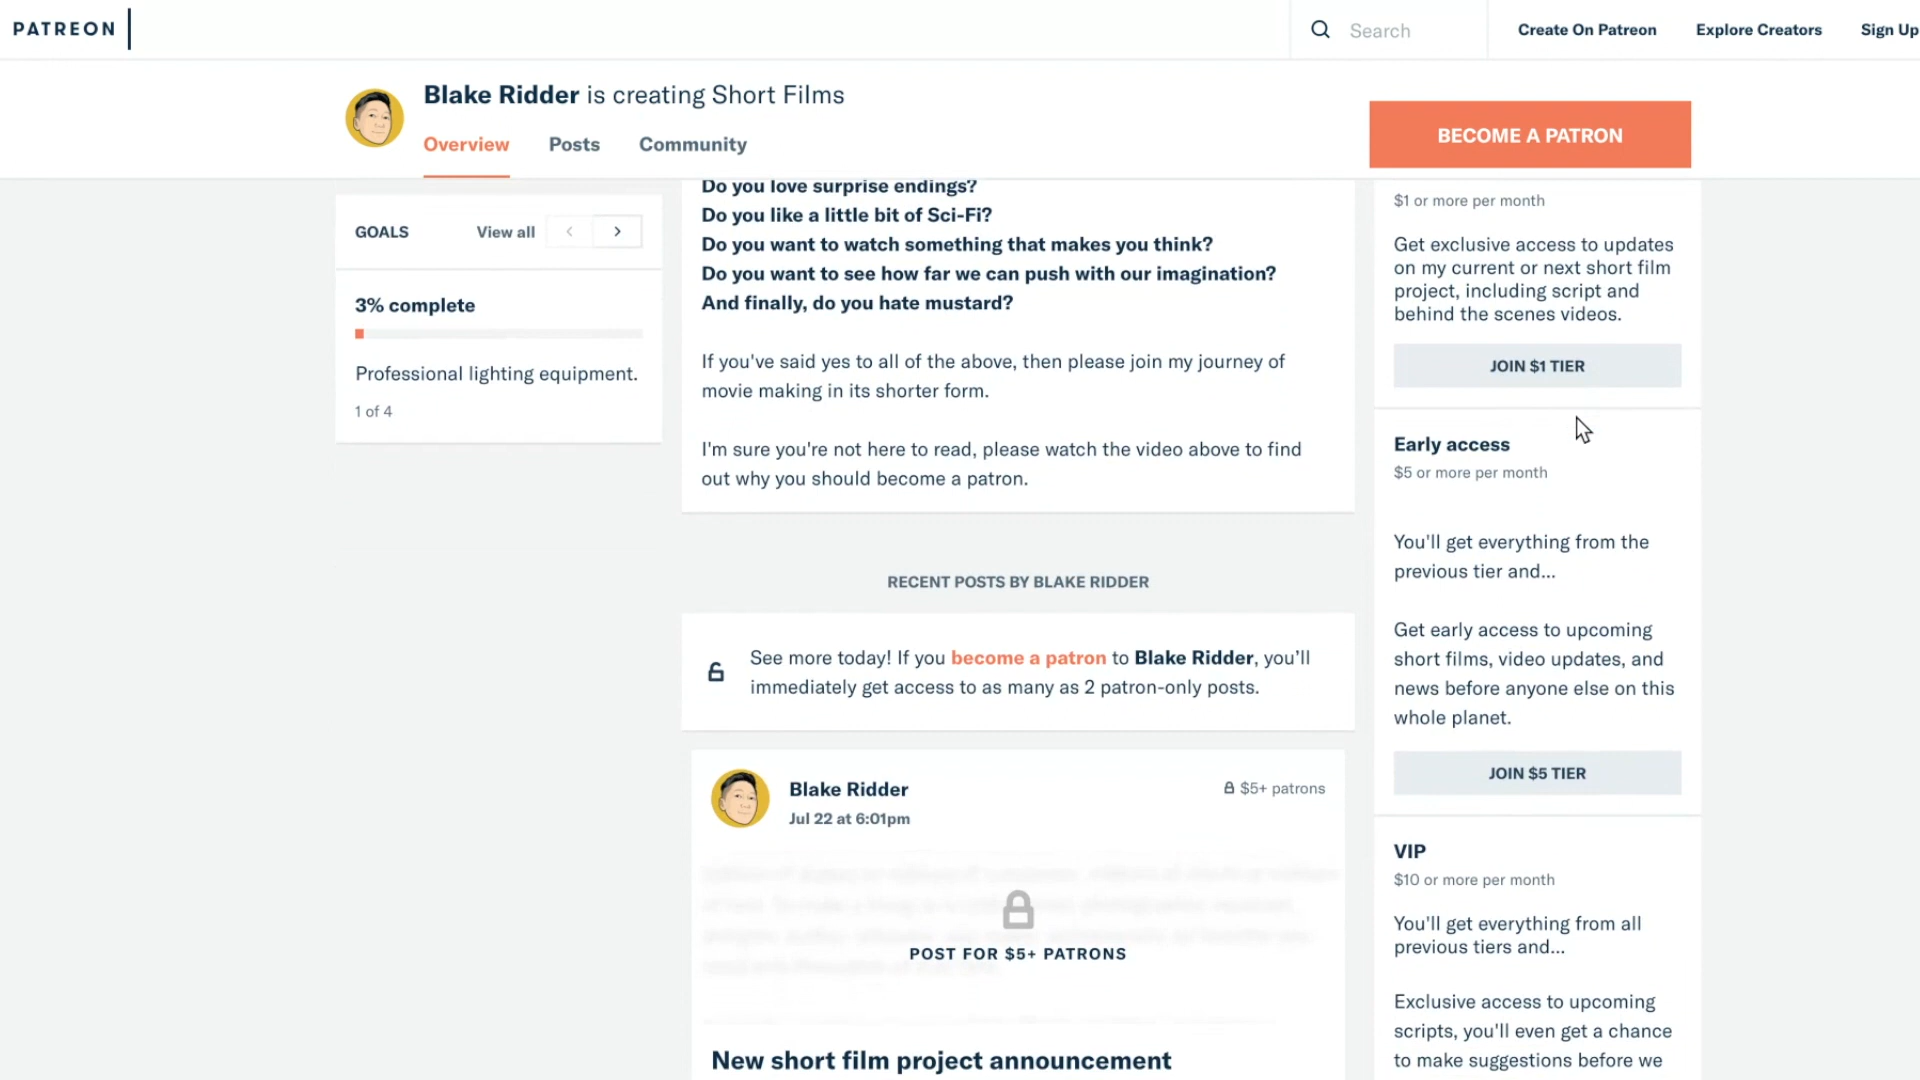 PATREON
Search
Create On Patreon
Explore Creators
Sign Up
Blake Ridder is creating Short Films
Overview
Posts
Community
BECOME A PATRON
GOALS
View all
3% complete
Professional lighting equipment.
1 of 4
Do you love surprise endings?
Do you like a little bit of Sci-Fi?
Do you want to watch something that makes you think?
Do you want to see how far we can push with our imagination?
And finally, do you hate mustard?
If you've said yes to all of the above, then please join my journey of
movie making in its shorter form.
I'm sure you're not here to read, please watch the video above to find
out why you should become a patron.
RECENT POSTS BY BLAKE RIDDER
See more today! If you become a patron to Blake Ridder, you'll
immediately get access to as many as 2 patron-only posts.
Blake Ridder
Jul 22 at 6:01pm
$5+ patrons
POST FOR $5+ PATRONS
New short film project announcement
$1 or more per month
Get exclusive access to updates
on my current or next short film
project, including script and
behind the scenes videos.
JOIN $1 TIER
Early access
$5 or more per month
You'll get everything from the
previous tier and...
Get early access to upcoming
short films, video updates, and
news before anyone else on this
whole planet.
JOIN $5 TIER
VIP
$10 or more per month
You'll get everything from all
previous tiers and...
Exclusive access to upcoming
scripts, you'll even get a chance
to make suggestions before we